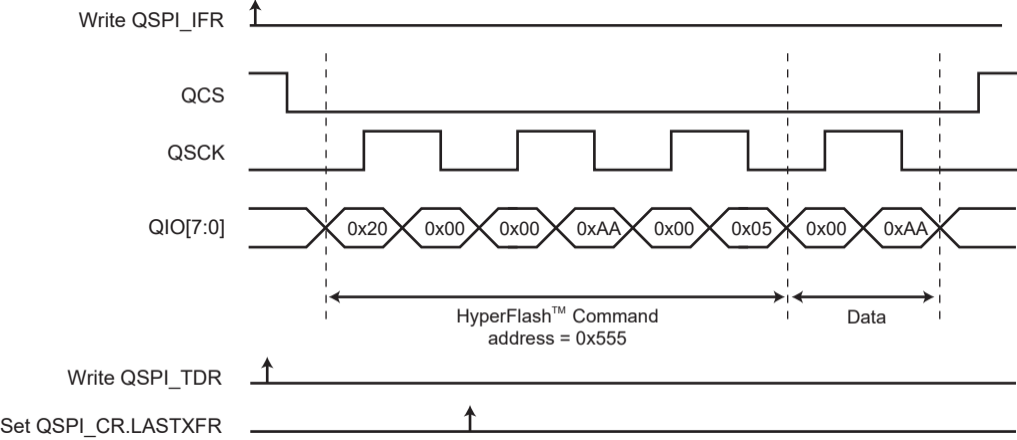 Write QSPI_IFR
QCS
QSCK
QIO[7:0]
0x20 0x00 0x00 0xAA 0x00 0x05 0x00 0xAA
HyperFlash™ Command
address = 0x555
Data
Write QSPI_TDR
Set QSPI_CR.LASTXFR